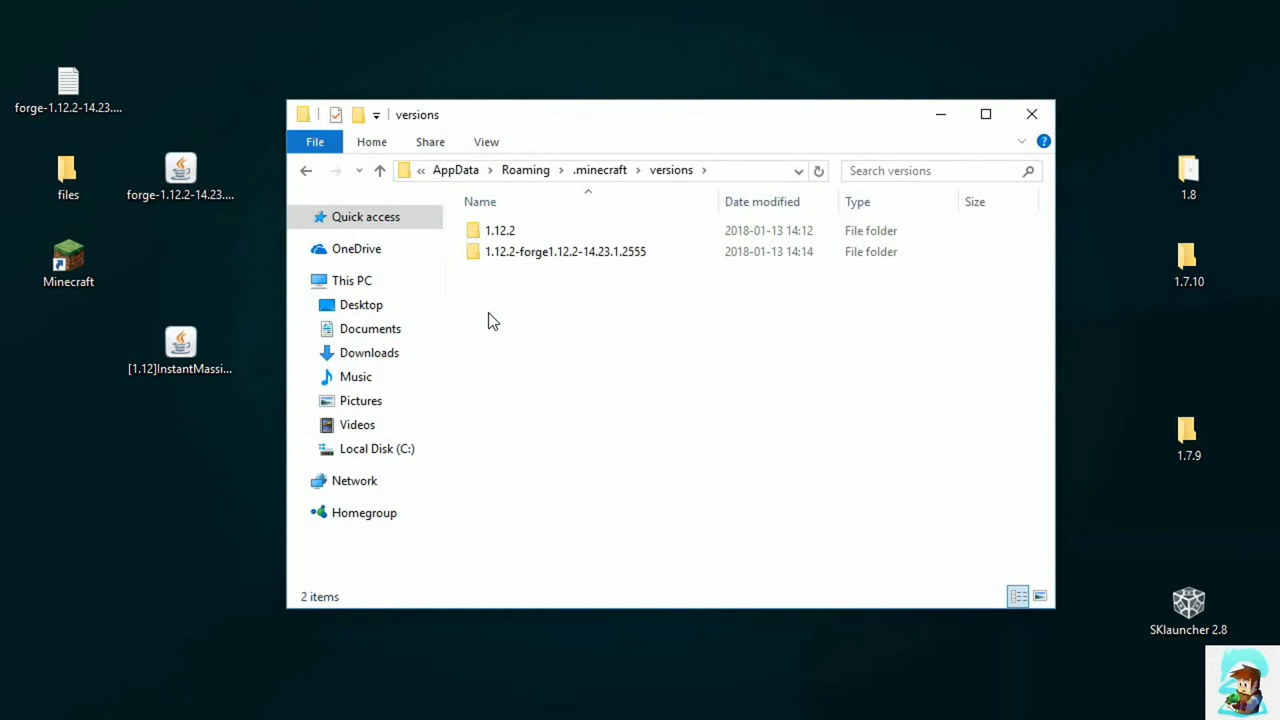 forge-1.12.2-14.23....
files
forge-1.12.2-14.23....
Minecraft
[1.12]InstantMassi...
versions
File
Home
Share
View
« AppData > Roaming > .minecraft > versions >
Search versions
Name
Date modified
Type
Size
1.12.2
2018-01-13 14:12
File folder
1.12.2-forge1.12.2-14.23.1.2555
2018-01-13 14:14
File folder
Quick access
OneDrive
This PC
Desktop
Documents
Downloads
Music
Pictures
Videos
Local Disk (C:)
Network
Homegroup
2 items
1.8
1.7.10
1.7.9
SKlauncher 2.8